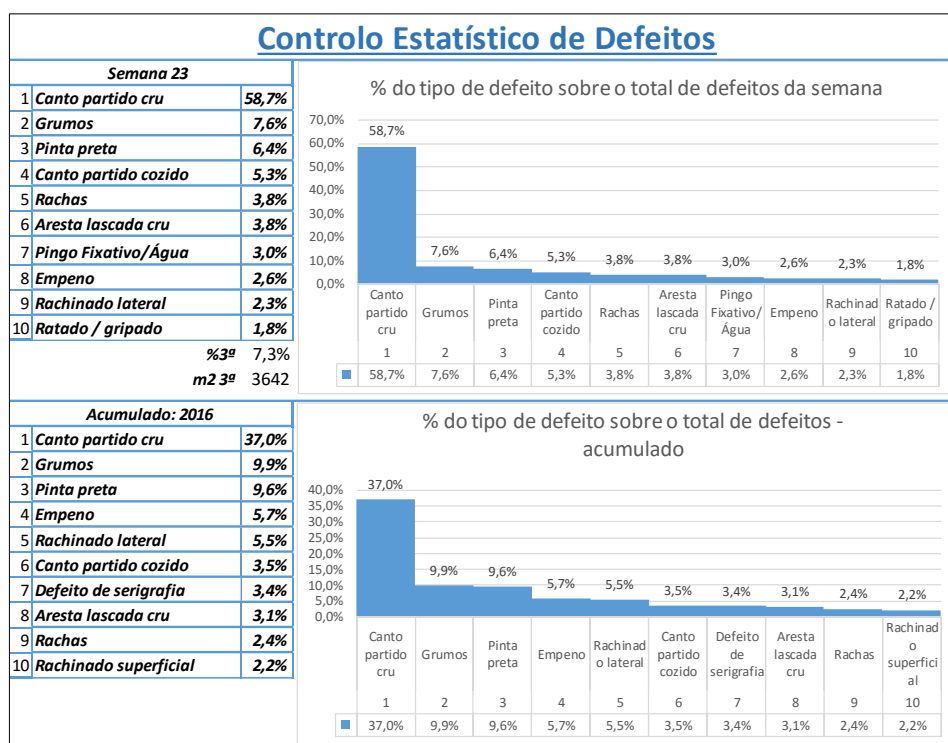 Controlo Estatístico de Defeitos
Semana 23
1 Canto partido cru 58,7%
2 Grumos 7,6%
3 Pinta preta 6,4%
4 Canto partido cozido 5,3%
5 Rachas 3,8%
6 Aresta lascada cru 3,8%
7 Pingo Fixativo/Água 3,0%
8 Empeno 2,6%
9 Rachinado lateral 2,3%
10 Ratado / gripado 1,8%
%3ª 7,3%
m2 3ª 3642
% do tipo de defeito sobre o total de defeitos da semana
70,0%
60,0%
50,0%
40,0%
30,0%
20,0%
10,0%
0,0%
58,7% 7,6% 6,4% 5,3% 3,8% 3,8% 3,0% 2,6% 2,3% 1,8%
Canto partido cru
Grumos
Pinta preta
Canto partido cozido
Rachas
Aresta lascada cru
Pingo Fixativo/ Água
Empeno
Rachinad o lateral
Ratado / gripado
1 2 3 4 5 6 7 8 9 10
58,7% 7,6% 6,4% 5,3% 3,8% 3,8% 3,0% 2,6% 2,3% 1,8%
Acumulado: 2016
1 Canto partido cru 37,0%
2 Grumos 9,9%
3 Pinta preta 9,6%
4 Empeno 5,7%
5 Rachinado lateral 5,5%
6 Canto partido cozido 3,5%
7 Defeito de serigrafia 3,4%
8 Aresta lascada cru 3,1%
9 Rachas 2,4%
10 Rachinado superficial 2,2%
% do tipo de defeito sobre o total de defeitos -
acumulado
40,0%
35,0%
30,0%
25,0%
20,0%
15,0%
10,0%
5,0%
0,0%
37,0% 9,9% 9,6% 5,7% 5,5% 3,5% 3,4% 3,1% 2,4% 2,2%
Canto partido cru
Grumos
Pinta preta
Empeno
Rachinad o lateral
Canto partido cozido
Defeito de serigrafia
Aresta lascada cru
Rachas
Rachinad o superfici al
1 2 3 4 5 6 7 8 9 10
37,0% 9,9% 9,6% 5,7% 5,5% 3,5% 3,4% 3,1% 2,4% 2,2%